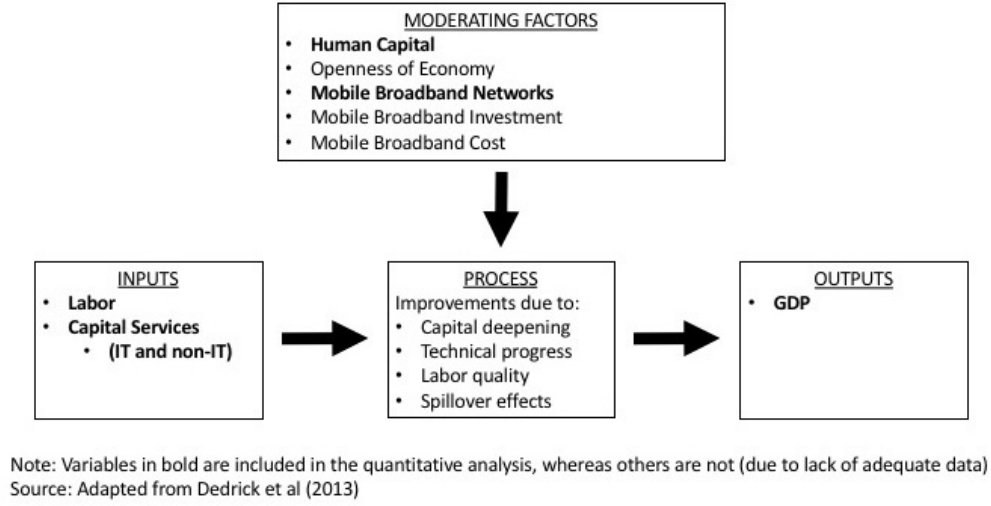 MODERATING FACTORS
• Human Capital
• Openness of Economy
• Mobile Broadband Networks
• Mobile Broadband Investment
• Mobile Broadband Cost
INPUTS
• Labor
• Capital Services
• (IT and non-IT)
PROCESS
Improvements due to:
• Capital deepening
• Technical progress
• Labor quality
• Spillover effects
OUTPUTS
• GDP
Note: Variables in bold are included in the quantitative analysis, whereas others are not (due to lack of adequate data)
Source: Adapted from Dedrick et al (2013)